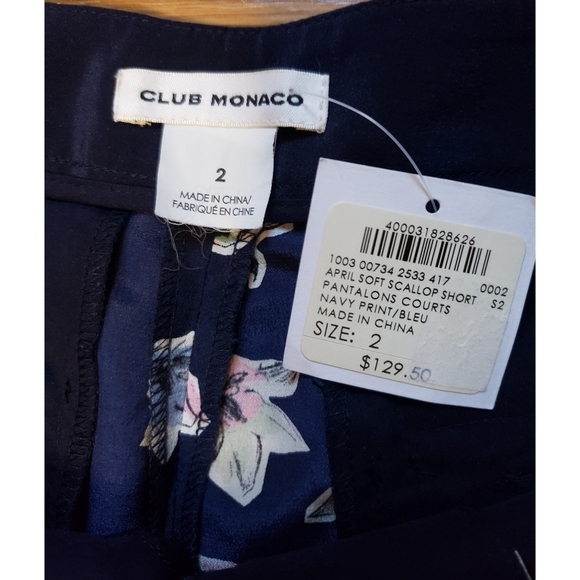 CLUB MONACO
2
MADE IN CHINA/
FABRIQUÉ EN CHINE
400031828626
1003 00734 2533 417 0002
APRIL SOFT SCALLOP SHORT S2
PANTALONS COURTS
NAVY PRINT/BLEU
MADE IN CHINA
SIZE: 2
$129.50